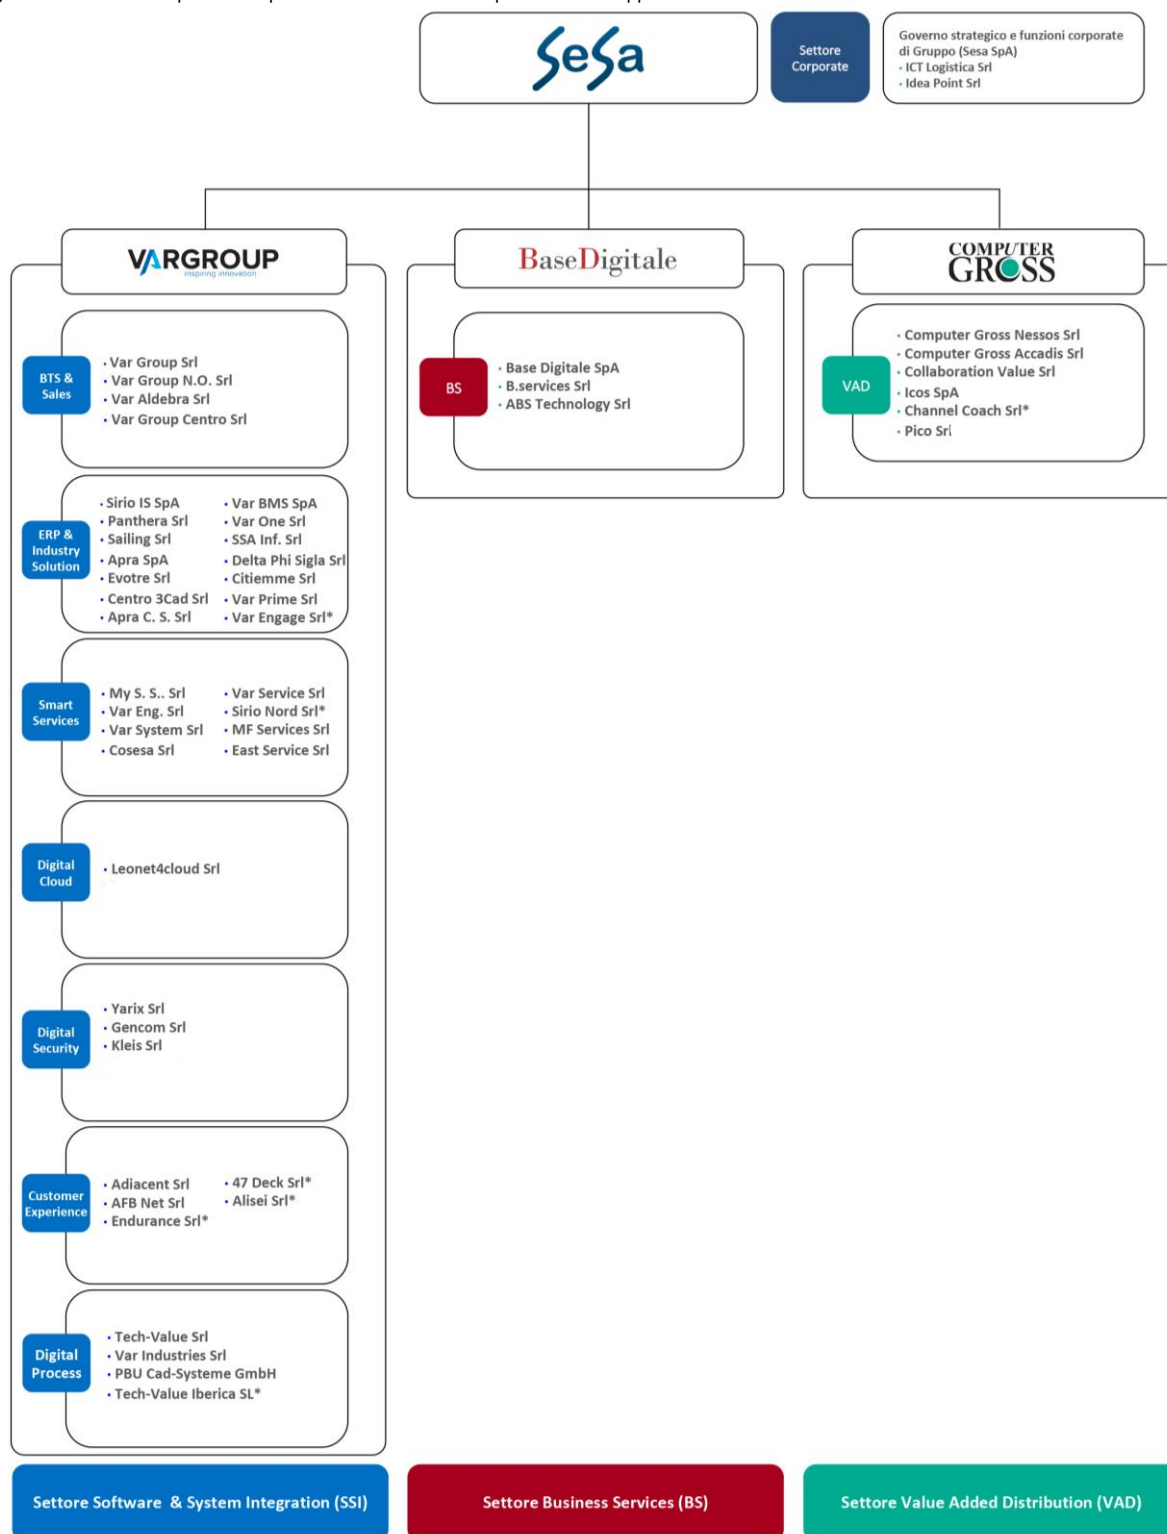 SeSa
Settore
Corporate
Governo strategico e funzioni corporate
di Gruppo (Sesa SpA)
• ICT Logistica Srl
• Idea Point Srl
VARGROUP
inspiring innovation
BaseDigitale
COMPUTER
GROSS
BTS &
Sales
• Var Group Srl
• Var Group N.O. Srl
• Var Aldebra Srl
• Var Group Centro Srl
BS
• Base Digitale SpA
• B.services Srl
• ABS Technology Srl
VAD
• Computer Gross Nessos Srl
• Computer Gross Accadis Srl
• Collaboration Value Srl
• Icos SpA
• Channel Coach Srl*
• Pico Srl
ERP &
Industry
Solution
• Sirio IS SpA
• Panthera Srl
• Sailing Srl
• Apra SpA
• Evotre Srl
• Centro 3Cad Srl
• Apra C. S. Srl
• Var BMS SpA
• Var One Srl
• SSA Inf. Srl
• Delta Phi Sigla Srl
• Citiemme Srl
• Var Prime Srl
• Var Engage Srl*
Smart
Services
• My S. S.. Srl
• Var Eng. Srl
• Var System Srl
• Cosesa Srl
• Var Service Srl
• Sirio Nord Srl*
• MF Services Srl
• East Service Srl
Digital
Cloud
• Leonet4cloud Srl
Digital
Security
• Yarix Srl
• Gencom Srl
• Kleis Srl
Customer
Experience
• Adiacent Srl
• AFB Net Srl
• Endurance Srl*
• 47 Deck Srl*
• Alisei Srl*
Digital
Process
• Tech-Value Srl
• Var Industries Srl
• PBU Cad-Systeme GmbH
• Tech-Value Iberica SL*
Settore Software & System Integration (SSI)
Settore Business Services (BS)
Settore Value Added Distribution (VAD)